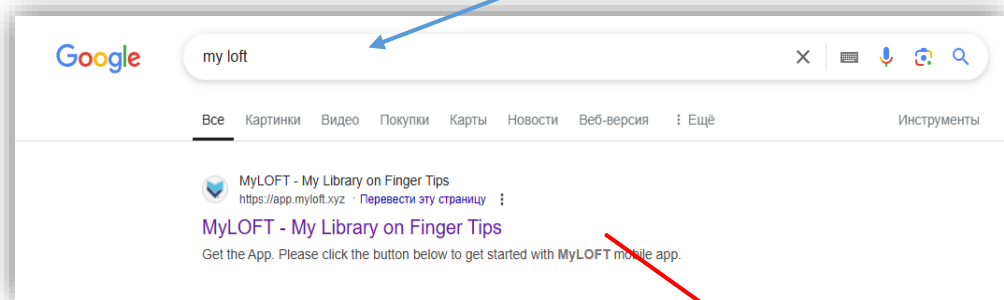 Google
my loft
Все Картинки Видео Покупки Карты Новости Веб-версия Ещё Инструменты
MyLOFT - My Library on Finger Tips
https://app.myloft.xyz · Перевести эту страницу
MyLOFT - My Library on Finger Tips
Get the App. Please click the button below to get started with MyLOFT mobile app.